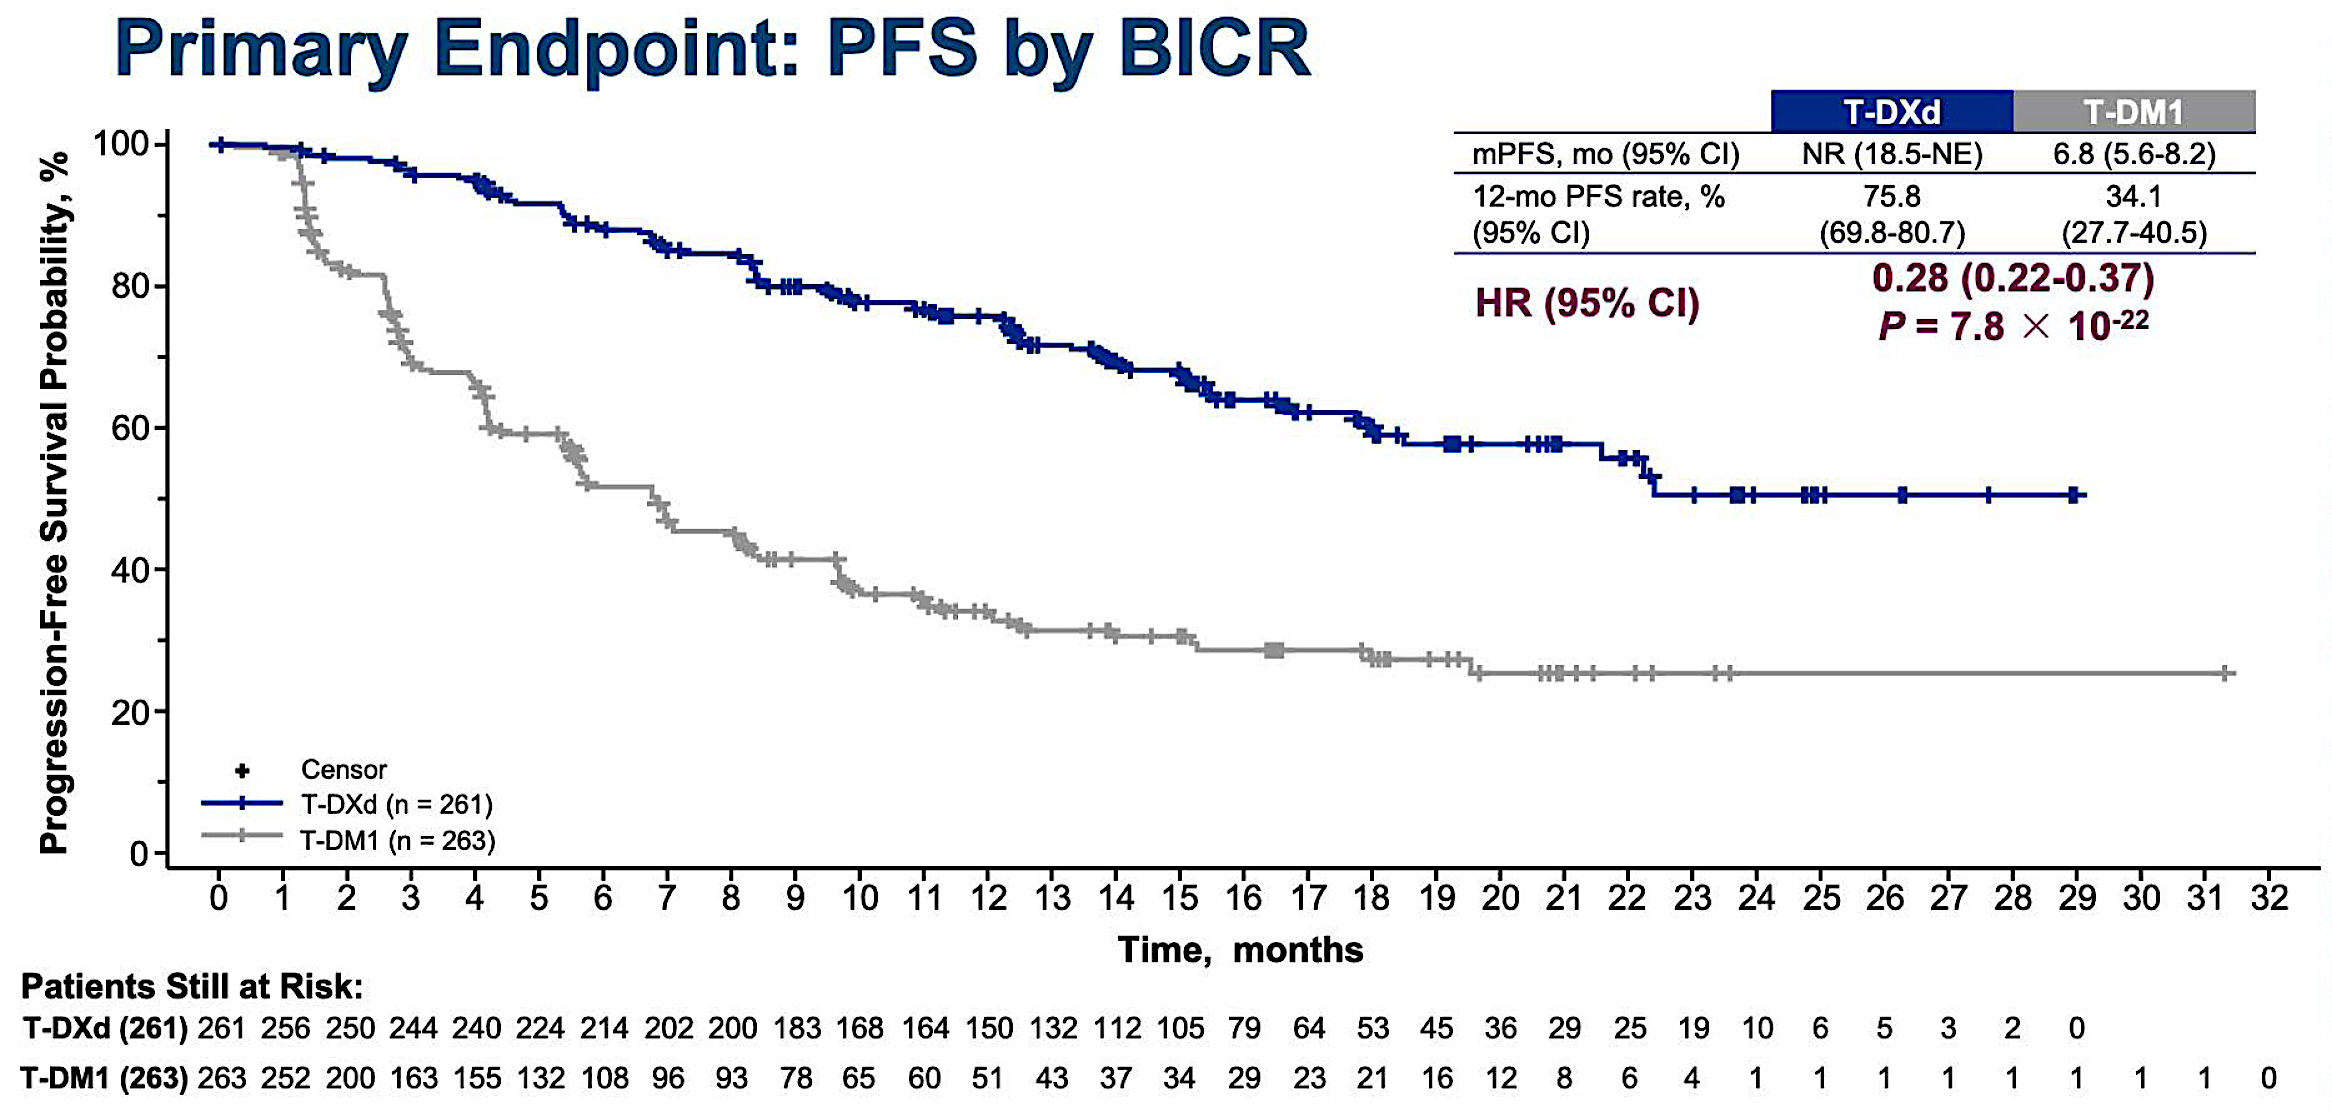 Primary Endpoint: PFS by BICR
T-DXd T-DM1
mPFS, mo (95% CI) NR (18.5-NE) 6.8 (5.6-8.2)
12-mo PFS rate, % 75.8 34.1
(95% CI) (69.8-80.7) (27.7-40.5)
HR (95% CI) 0.28 (0.22-0.37)
P = 7.8 × 10-22
Progression-Free Survival Probability, %
100
80
60
40
20
0
Censor
T-DXd (n = 261)
T-DM1 (n = 263)
0 1 2 3 4 5 6 7 8 9 10 11 12 13 14 15 16 17 18 19 20 21 22 23 24 25 26 27 28 29 30 31 32
Time, months
Patients Still at Risk:
T-DXd (261) 261 256 250 244 240 224 214 202 200 183 168 164 150 132 112 105 79 64 53 45 36 29 25 19 10 6 5 3 2 0
T-DM1 (263) 263 252 200 163 155 132 108 96 93 78 65 60 51 43 37 34 29 23 21 16 12 8 6 4 1 1 1 1 1 1 1 1 0